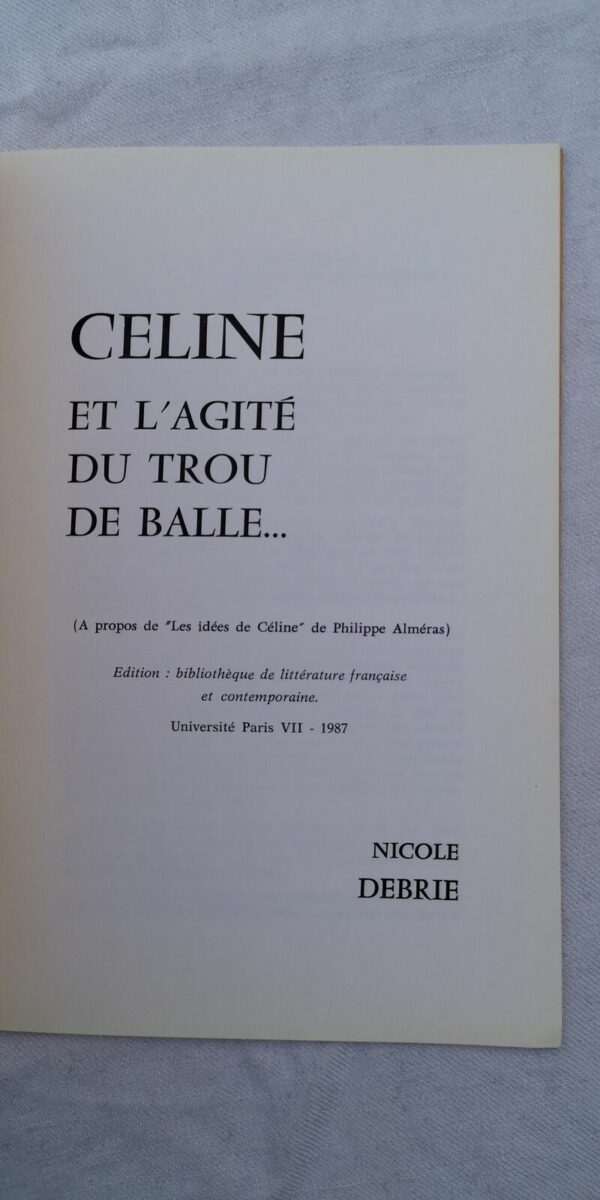 CELINE
ET L'AGITÉ
DU TROU
DE BALLE...
(A propos de "Les idées de Céline" de Philippe Alméras)
Edition : bibliothèque de littérature française
et contemporaine.
Université Paris VII - 1987
NICOLE
DEBRIE